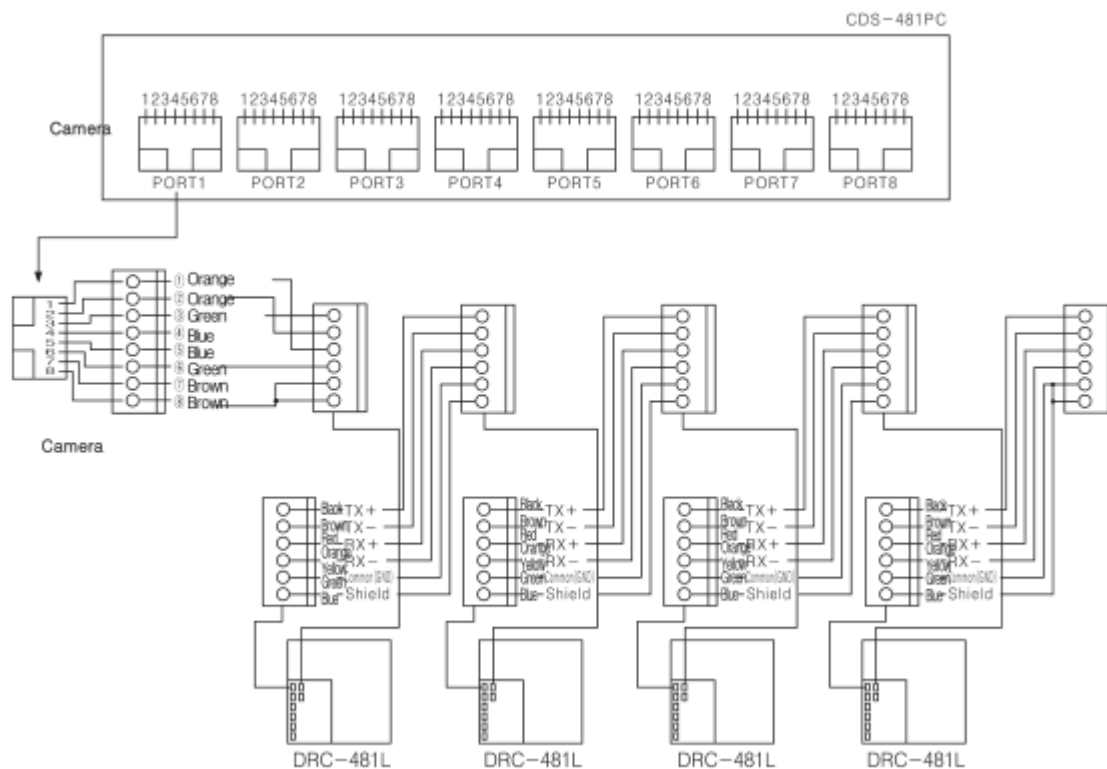 CDS-481PC
12345678 12345678 12345678 12345678 12345678 12345678 12345678 12345678
Camera
PORT1 PORT2 PORT3 PORT4 PORT5 PORT6 PORT7 PORT8
① Orange
② Orange
③ Green
④ Blue
⑤ Blue
⑥ Green
⑦ Brown
⑧ Brown
12345678
Camera
Black TX+
Brown TX-
Red RX+
Orange RX-
Yellow
Green Common(GND)
Blue Shield
Black TX+
Brown TX-
Red RX+
Orange RX-
Yellow
Green Common(GND)
Blue Shield
Black TX+
Brown TX-
Red RX+
Orange RX-
Yellow
Green Common(GND)
Blue Shield
Black TX+
Brown TX-
Red RX+
Orange RX-
Yellow
Green Common(GND)
Blue Shield
DRC-481L DRC-481L DRC-481L DRC-481L